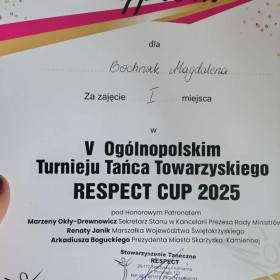 dla
Bochniak Magdalena
Za zajęcie I miejsca
w
V Ogólnopolskim
Turnieju Tańca Towarzyskiego
RESPECT CUP 2025
pod Honorowym Patronatem
Marzeny Okły-Drewnowicz Sekretarz Stanu w Kancelarii Prezesa Rady Ministrów
Renaty Janik Marszałka Województwa Świętokrzyskiego
Arkadiusza Boguckiego Prezydenta Miasta Skarżyska-Kamiennej
Stowarzyszenie Taneczne
RESPECT